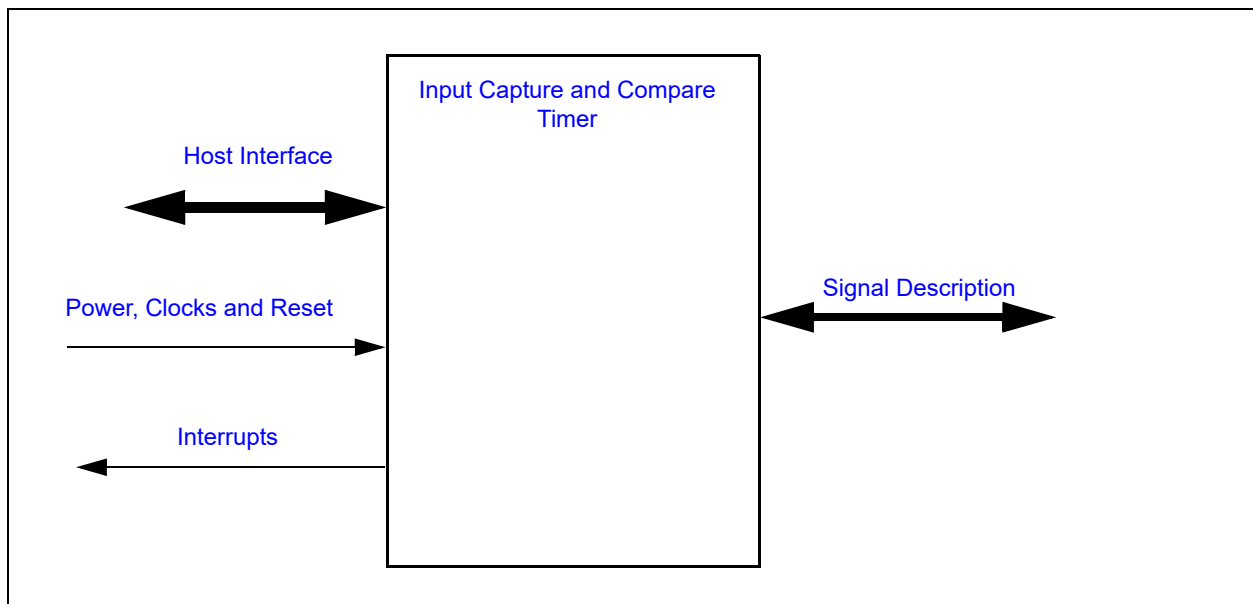 Input Capture and Compare
Timer
Host Interface
Signal Description
Power, Clocks and Reset
Interrupts